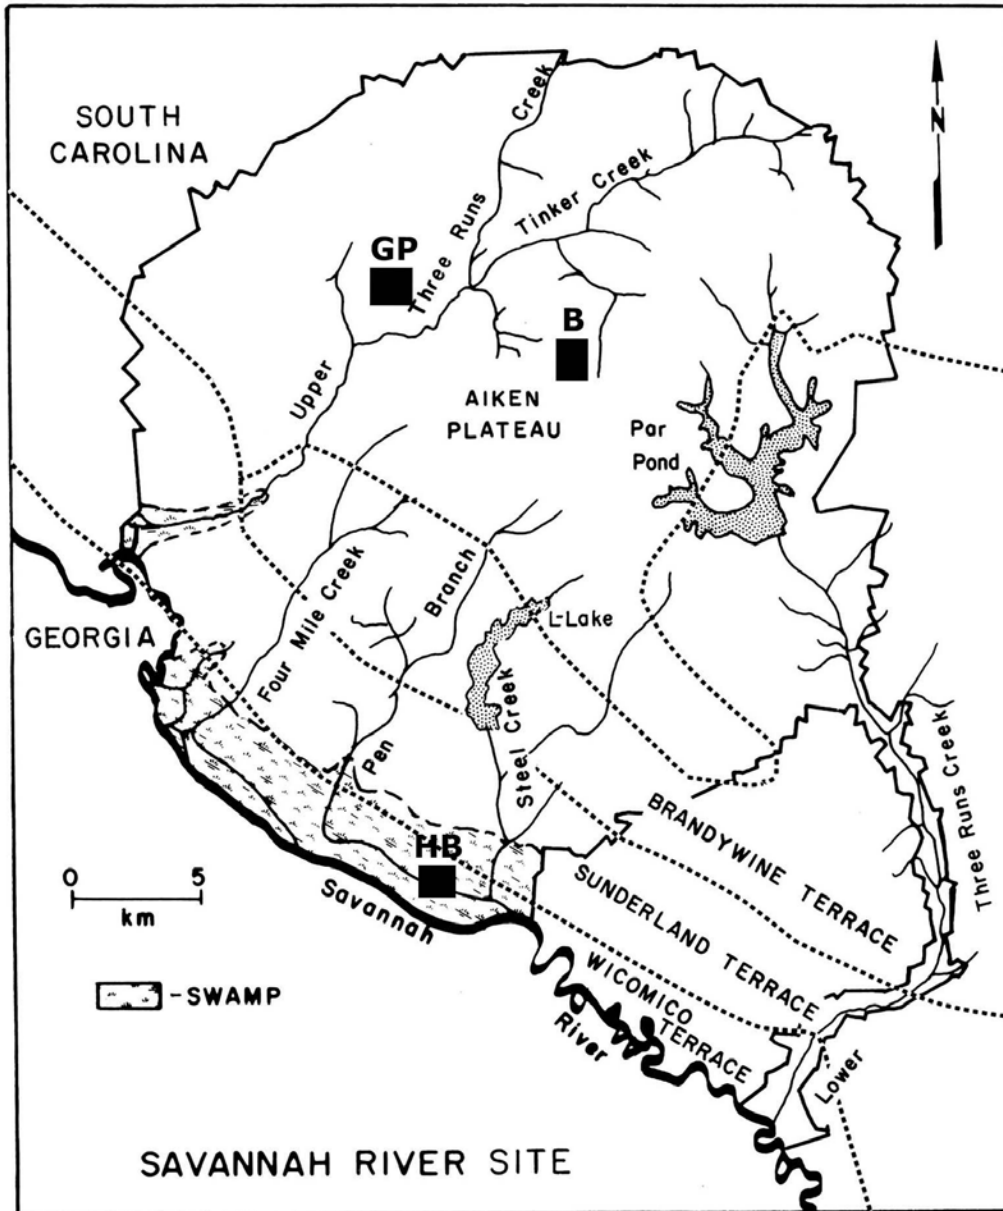 SOUTH
CAROLINA
N
Creek
Tinker Creek
Three Runs
GP
B
Upper
AIKEN
PLATEAU
Par
Pond
GEORGIA
Four Mile Creek
Branch
L-Lake
Pen
Steel Creek
Three Runs Creek
BRANDYWINE TERRACE
SUNDERLAND TERRACE
WICOMICO
TERRACE
HB
0 5
km
Savannah
River
Lower
-SWAMP
SAVANNAH RIVER SITE